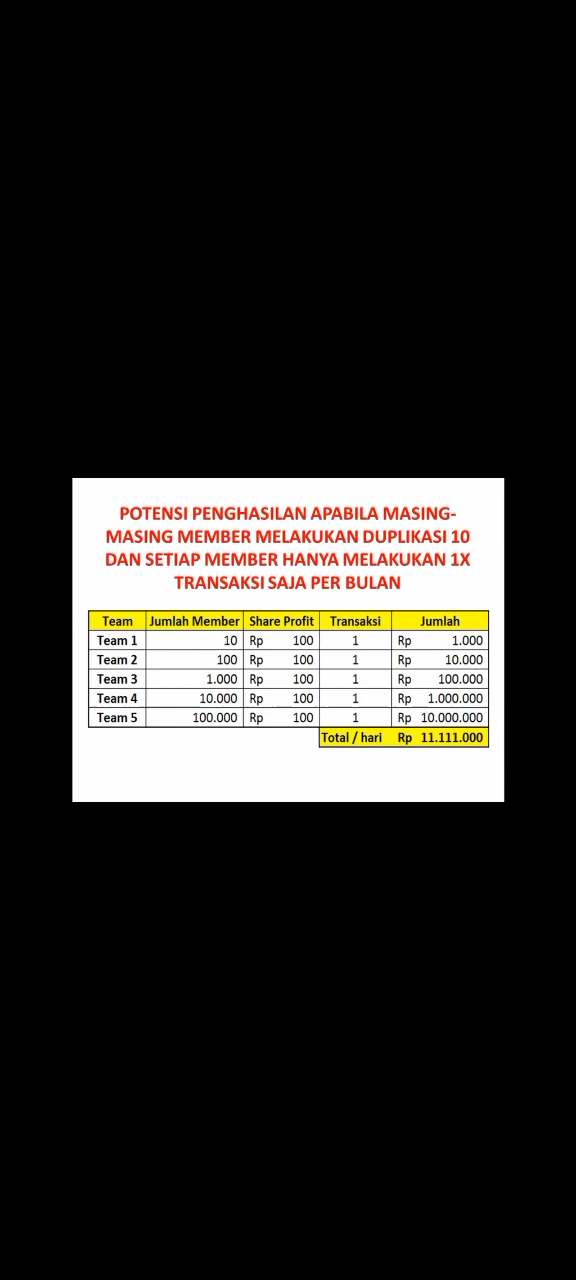 POTENSI PENGHASILAN APABILA MASING-
MASING MEMBER MELAKUKAN DUPLIKASI 10
DAN SETIAP MEMBER HANYA MELAKUKAN 1X
TRANSAKSI SAJA PER BULAN
Team Jumlah Member Share Profit Transaksi Jumlah
Team 1 10 Rp 100 1 Rp 1.000
Team 2 100 Rp 100 1 Rp 10.000
Team 3 1.000 Rp 100 1 Rp 100.000
Team 4 10.000 Rp 100 1 Rp 1.000.000
Team 5 100.000 Rp 100 1 Rp 10.000.000
Total / hari Rp 11.111.000